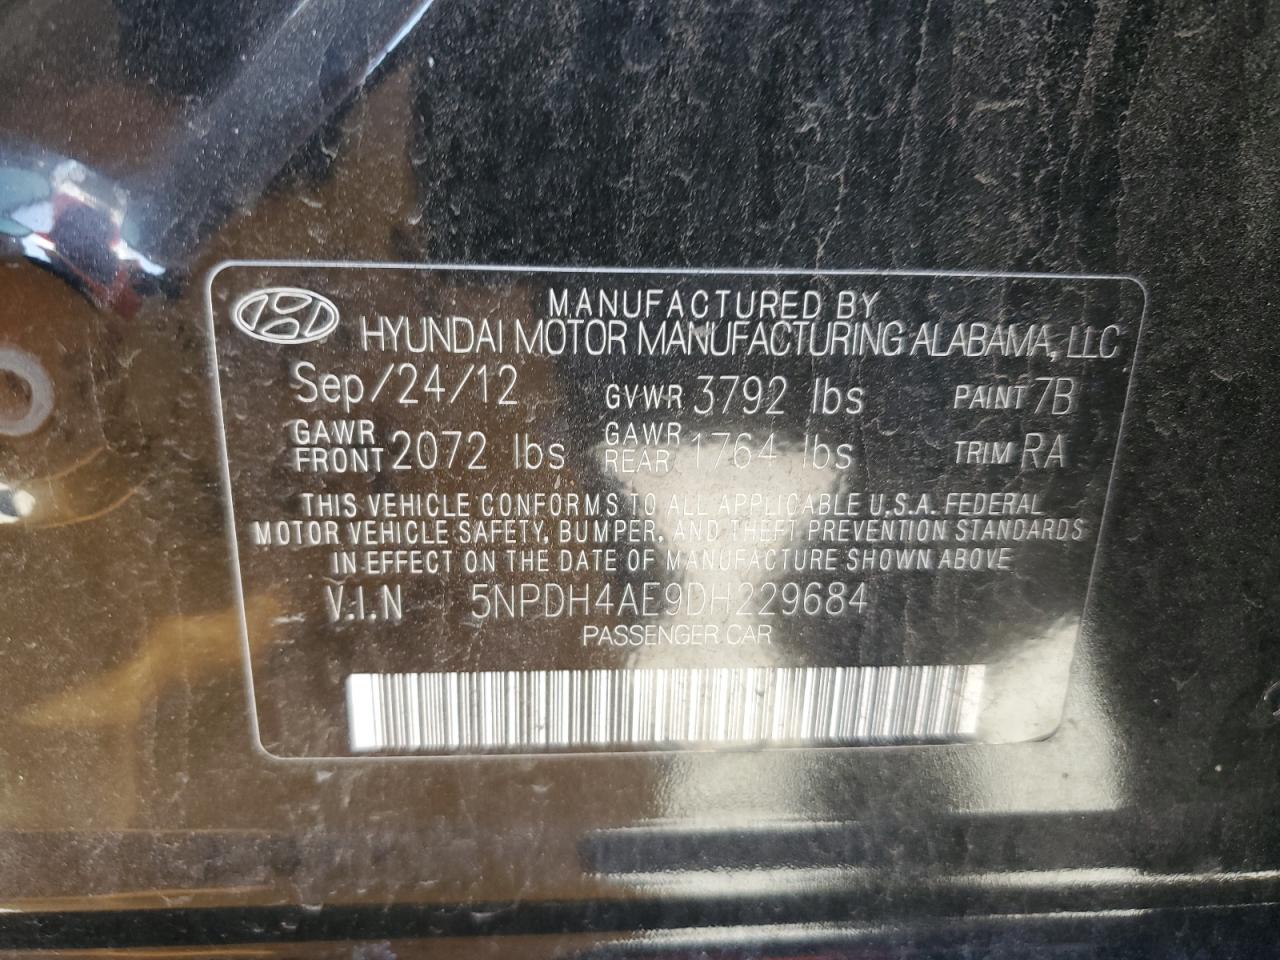 MANUFACTURED BY
HYUNDAI MOTOR MANUFACTURING ALABAMA, LLC
Sep/24/12 GVWR 3792 lbs PAINT 7B
GAWR FRONT 2072 lbs GAWR REAR 1764 lbs TRIM RA
THIS VEHICLE CONFORMS TO ALL APPLICABLE U.S.A. FEDERAL
MOTOR VEHICLE SAFETY, BUMPER, AND THEFT PREVENTION STANDARDS
IN EFFECT ON THE DATE OF MANUFACTURE SHOWN ABOVE
V.I.N 5NPDH4AE9DH229684
PASSENGER CAR